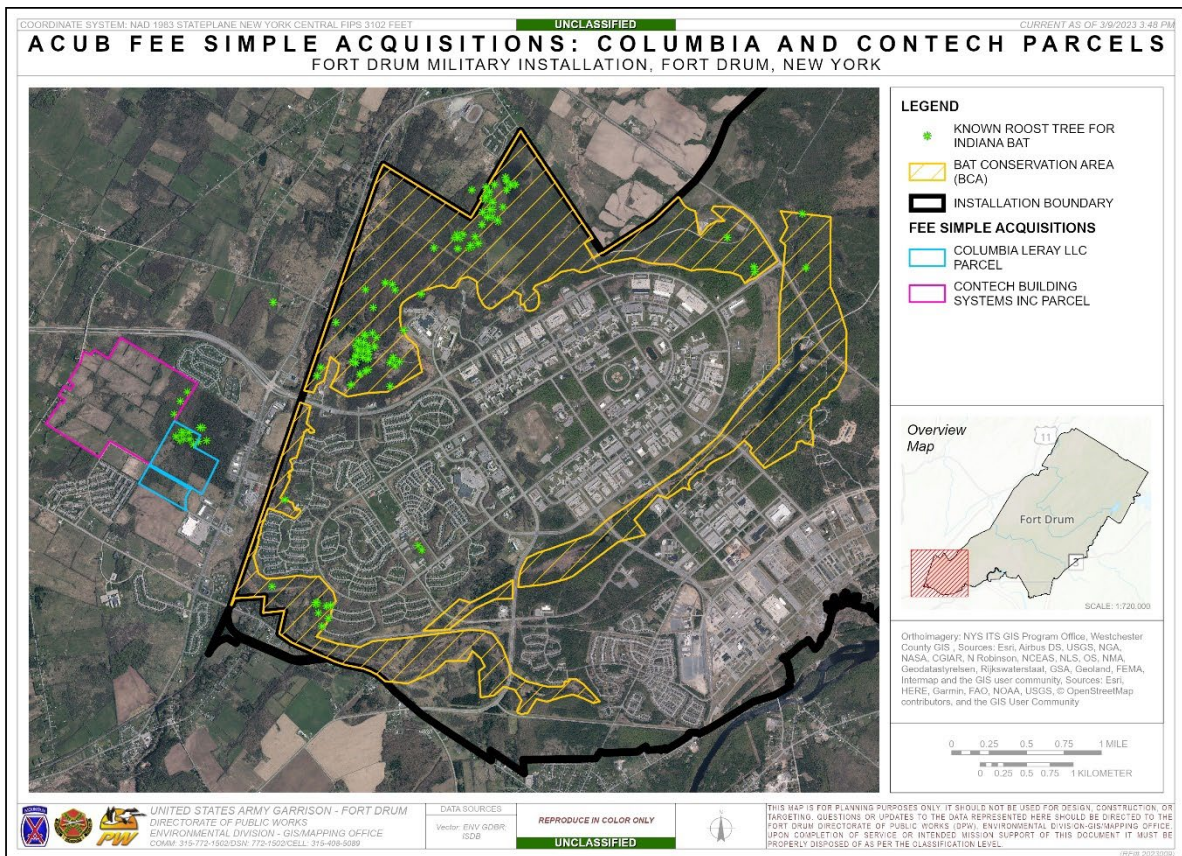 COORDINATE SYSTEM: NAD 1983 STATEPLANE NEW YORK CENTRAL FIPS 3102 FEET
UNCLASSIFIED
CURRENT AS OF 3/9/2023 3:48 PM
ACUB FEE SIMPLE ACQUISITIONS: COLUMBIA AND CONTECH PARCELS
FORT DRUM MILITARY INSTALLATION, FORT DRUM, NEW YORK
LEGEND
KNOWN ROOST TREE FOR
INDIANA BAT
BAT CONSERVATION AREA
(BCA)
INSTALLATION BOUNDARY
FEE SIMPLE ACQUISITIONS
COLUMBIA LERAY LLC
PARCEL
CONTECH BUILDING
SYSTEMS INC PARCEL
Overview
Map
11
Fort Drum
3
SCALE: 1:720,000
Orthoimagery: NYS ITS GIS Program Office, Westchester
County GIS , Sources: Esri, Airbus DS, USGS, NGA,
NASA, CGIAR, N Robinson, NCEAS, NLS, OS, NMA,
Geodatastyrelsen, Rijkswaterstaat, GSA, Geoland, FEMA,
Intermap and the GIS user community, Sources: Esri,
HERE, Garmin, FAO, NOAA, USGS, © OpenStreetMap
contributors, and the GIS User Community
0 0.25 0.5 0.75 1 MILE
0 0.25 0.5 0.75 1 KILOMETER
PW
UNITED STATES ARMY GARRISON - FORT DRUM
DIRECTORATE OF PUBLIC WORKS
ENVIRONMENTAL DIVISION - GIS/MAPPING OFFICE
COMM: 315-772-1502/DSN: 772-1502/CELL: 315-408-5089
DATA SOURCES
Vector: ENV GDBR;
ISDB
REPRODUCE IN COLOR ONLY
UNCLASSIFIED
THIS MAP IS FOR PLANNING PURPOSES ONLY. IT SHOULD NOT BE USED FOR DESIGN, CONSTRUCTION, OR
TARGETING. QUESTIONS OR UPDATES TO THE DATA REPRESENTED HERE SHOULD BE DIRECTED TO THE
FORT DRUM DIRECTORATE OF PUBLIC WORKS (DPW), ENVIRONMENTAL DIVISION-GIS/MAPPING OFFICE.
UPON COMPLETION OF SERVICE OR INTENDED MISSION SUPPORT OF THIS DOCUMENT IT MUST BE
PROPERLY DISPOSED OF AS PER THE CLASSIFICATION LEVEL.